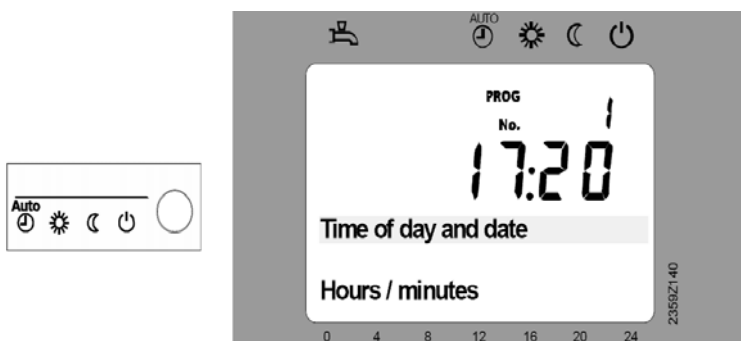 Auto
AUTO
PROG
No. 1
17:20
Time of day and date
Hours / minutes
0 4 8 12 16 20 24
2359Z140